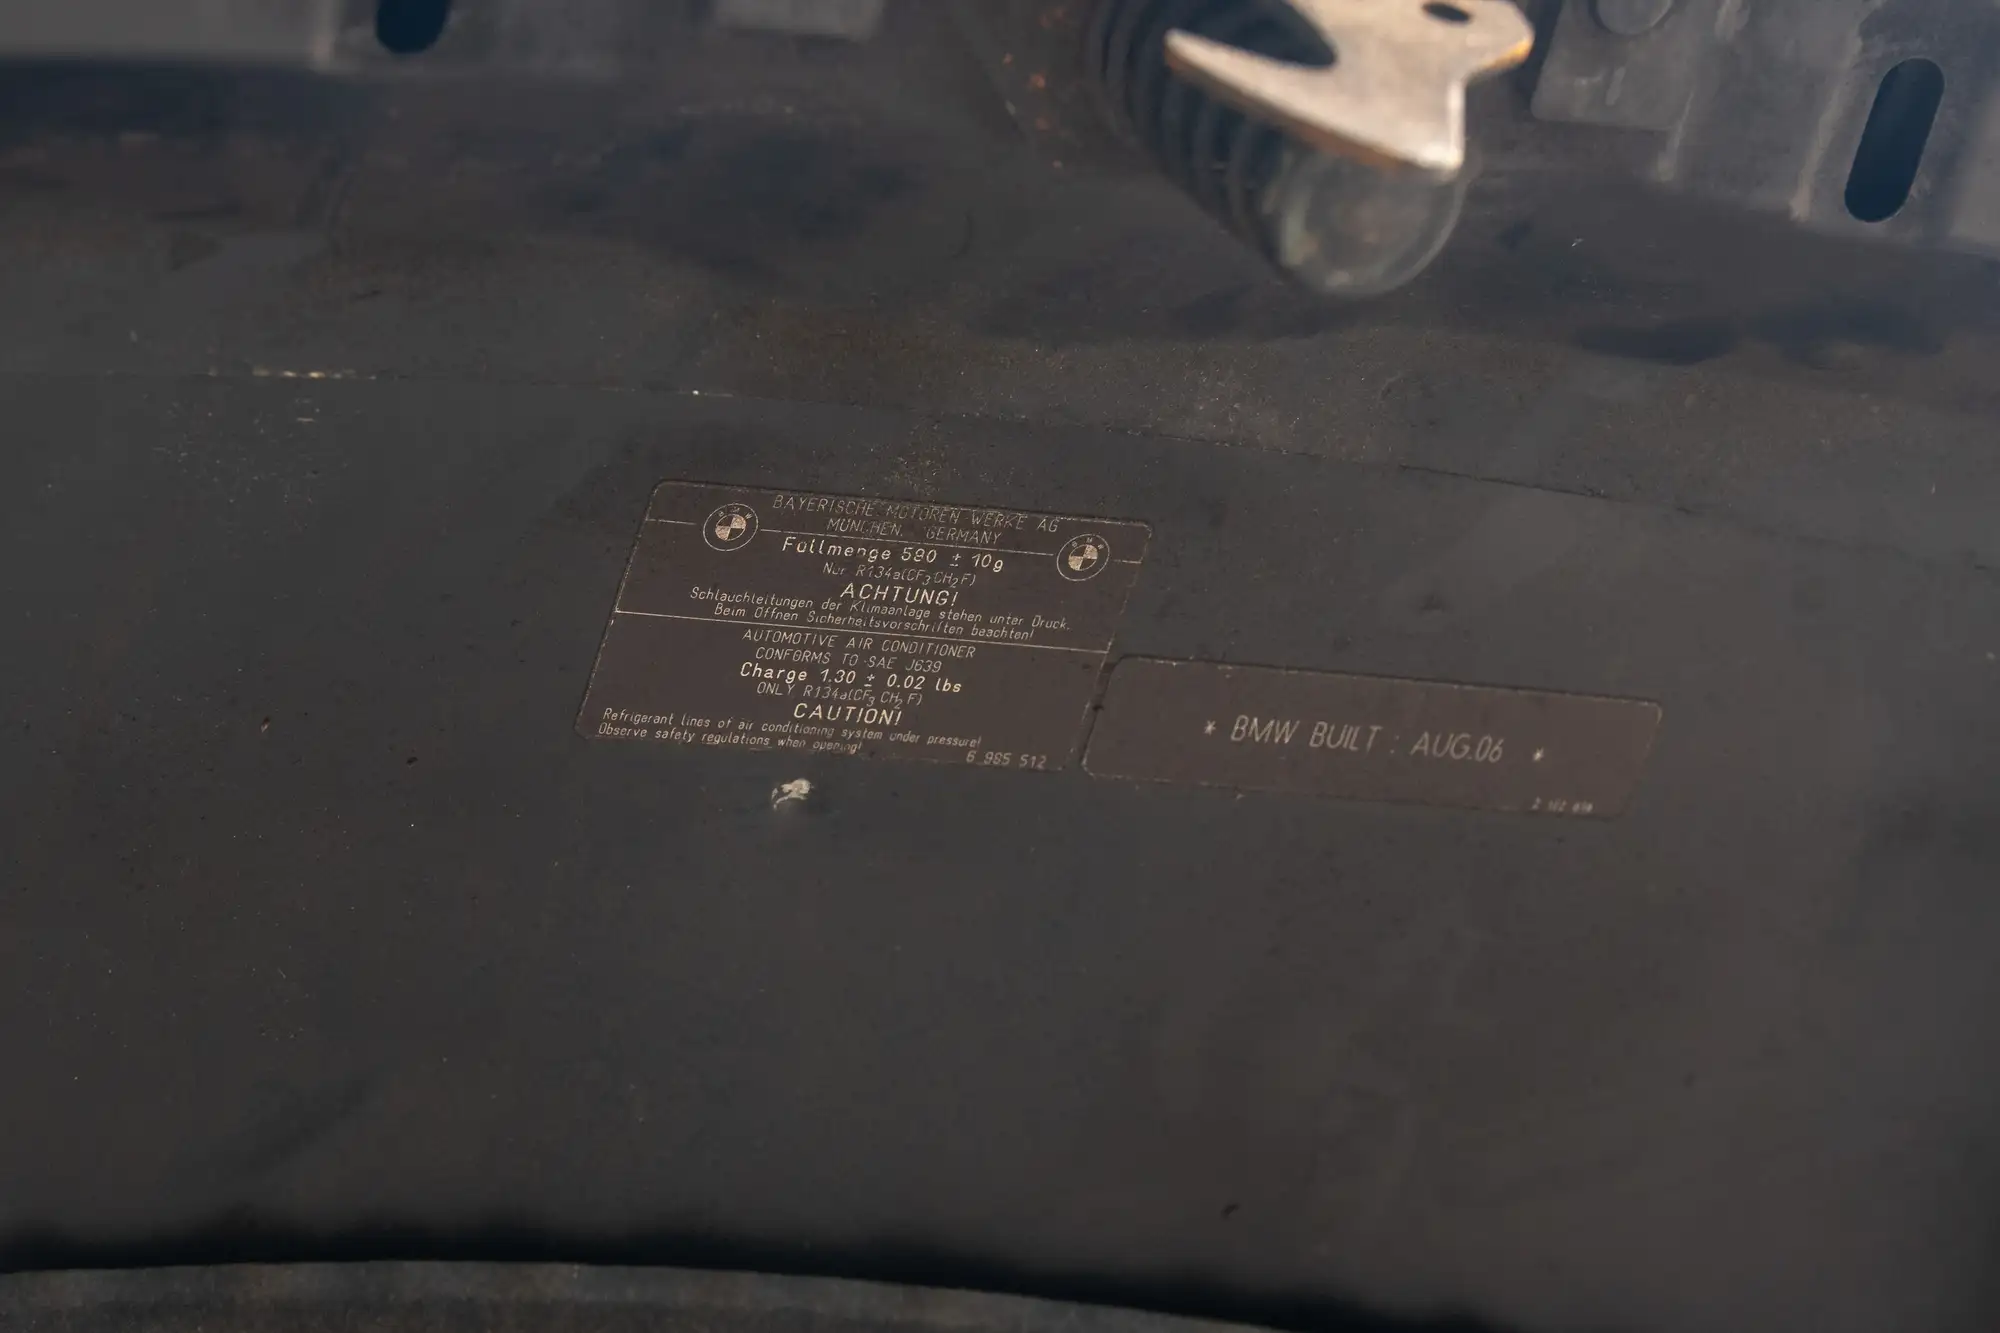 BAYERISCHE MOTOREN WERKE AG
MÜNCHEN, GERMANY
Füllmenge 590 ± 10g
Nur R134a(CF₃CH₂F)
ACHTUNG!
Schlauchleitungen der Klimaanlage stehen unter Druck.
Beim Öffnen Sicherheitsvorschriften beachten!
AUTOMOTIVE AIR CONDITIONER
CONFORMS TO SAE J639
Charge 1.30 ± 0.02 lbs
ONLY R134a(CF₃CH₂F)
CAUTION!
Refrigerant lines of air conditioning system under pressure!
Observe safety regulations when opening!
6 985 512
* BMW BUILT : AUG.06 *